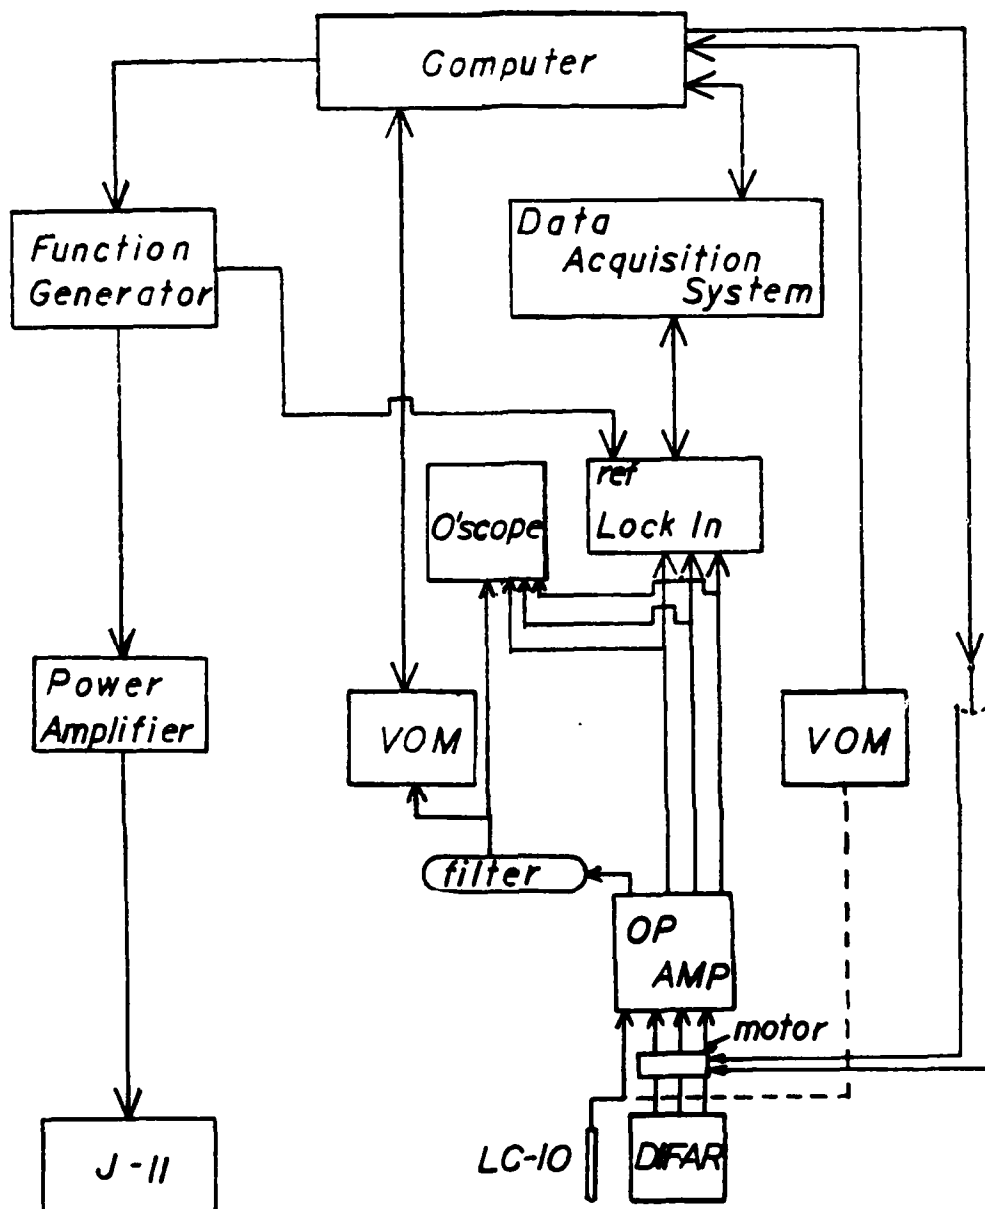 Computer
Function
Generator
Data
Acquisition
System
ref
Lock In
O'scope
Power
Amplifier
VOM
VOM
filter
OP
AMP
motor
J-11
LC-10
DIFAR